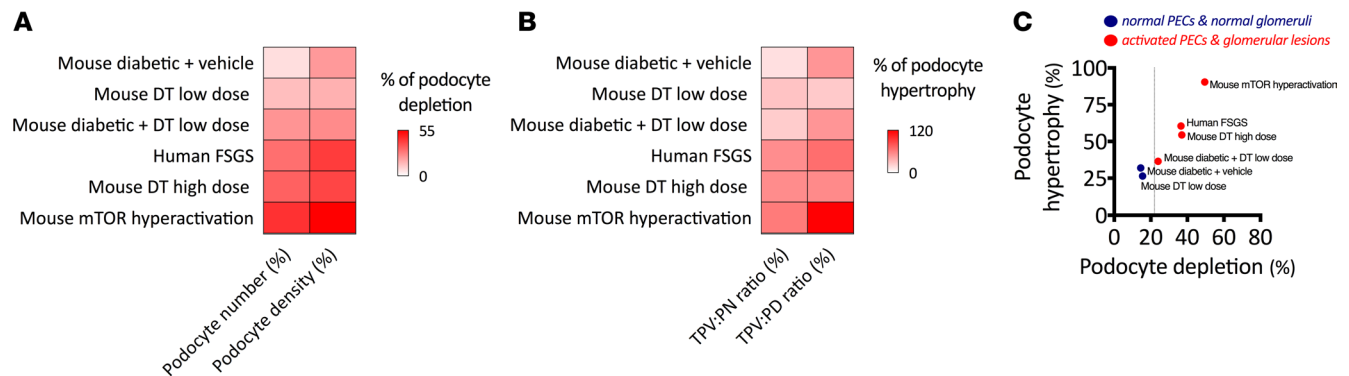 A
Mouse diabetic + vehicle
Mouse DT low dose
Mouse diabetic + DT low dose
Human FSGS
Mouse DT high dose
Mouse mTOR hyperactivation
Podocyte number (%)
Podocyte density (%)
% of podocyte
depletion
55
0
B
Mouse diabetic + vehicle
Mouse DT low dose
Mouse diabetic + DT low dose
Human FSGS
Mouse DT high dose
Mouse mTOR hyperactivation
TPV:PN ratio (%)
TPV:PD ratio (%)
% of podocyte
hypertrophy
120
0
C
normal PECs & normal glomeruli
activated PECs & glomerular lesions
Podocyte
hypertrophy (%)
100
75
50
25
0
Mouse mTOR hyperactivation
Human FSGS
Mouse DT high dose
Mouse diabetic + DT low dose
Mouse diabetic + vehicle
Mouse DT low dose
0 20 40 60 80
Podocyte depletion (%)